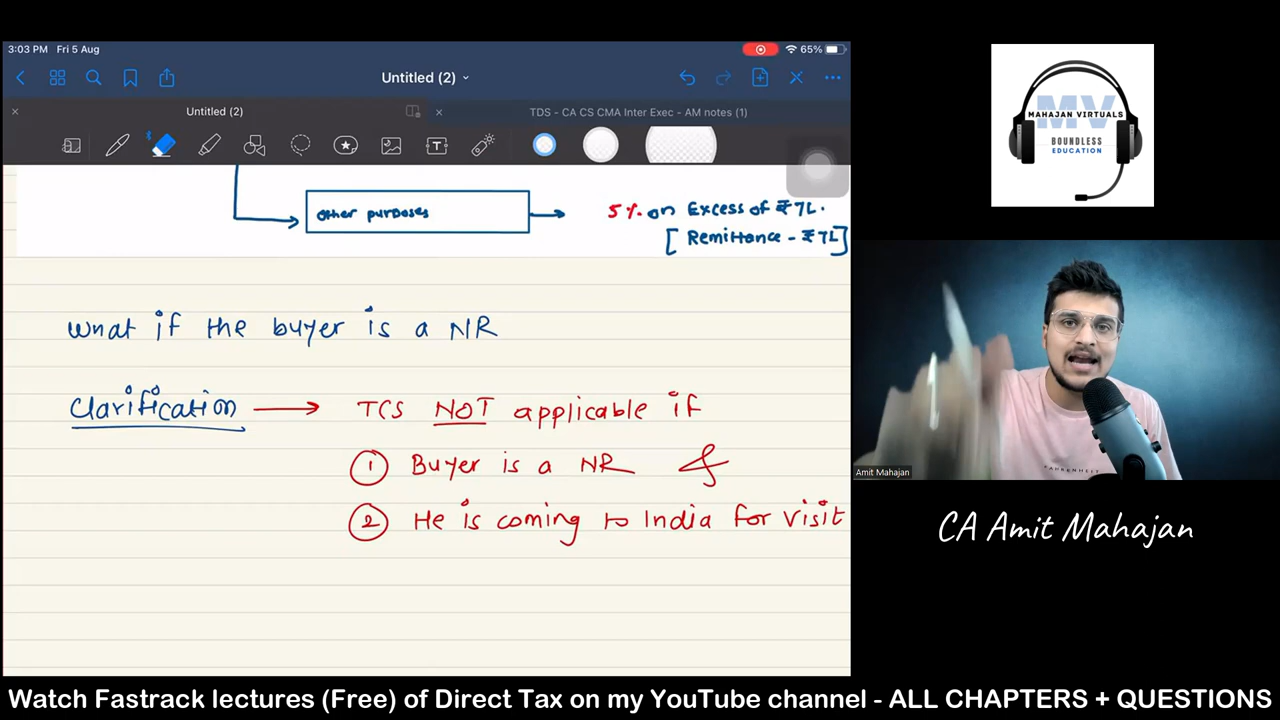 3:03 PM Fri 5 Aug
65%
Untitled (2)
Untitled (2)
TDS - CA CS CMA Inter Exec - AM notes (1)
T
Other purposes
5% on Excess of ₹7L.
[Remittance - ₹7L]
What if the buyer is a NR
Clarification → TCS NOT applicable if
① Buyer is a NR &
② He is coming to India for visit
MV
MAHAJAN VIRTUALS
BOUNDLESS
EDUCATION
FAHRENHEIT
Amit Mahajan
CA Amit Mahajan
Watch Fastrack lectures (Free) of Direct Tax on my YouTube channel - ALL CHAPTERS + QUESTIONS